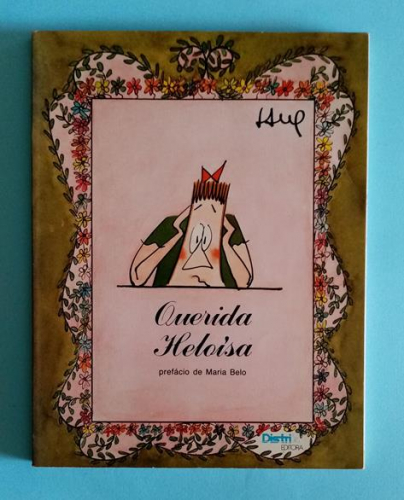 Querida
Heloísa
prefácio de Maria Belo
Distri
EDITORA